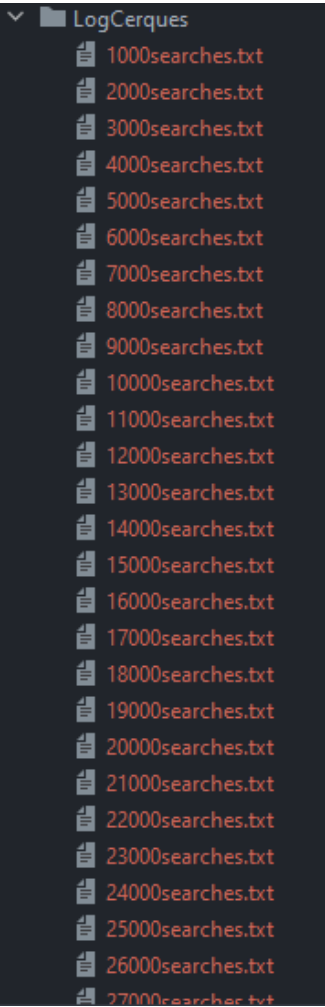 LogCerques
1000searches.txt
2000searches.txt
3000searches.txt
4000searches.txt
5000searches.txt
6000searches.txt
7000searches.txt
8000searches.txt
9000searches.txt
10000searches.txt
11000searches.txt
12000searches.txt
13000searches.txt
14000searches.txt
15000searches.txt
16000searches.txt
17000searches.txt
18000searches.txt
19000searches.txt
20000searches.txt
21000searches.txt
22000searches.txt
23000searches.txt
24000searches.txt
25000searches.txt
26000searches.txt
27000searches.txt